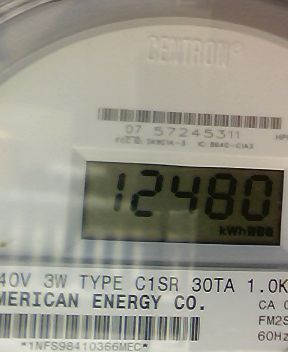 CENTRON®
07 57245311
12480
kWh
40V 3W TYPE C1SR 30TA 1.0K
MERICAN ENERGY CO.
CA 
FM2S
60Hz
*1NFS98410366MEC*